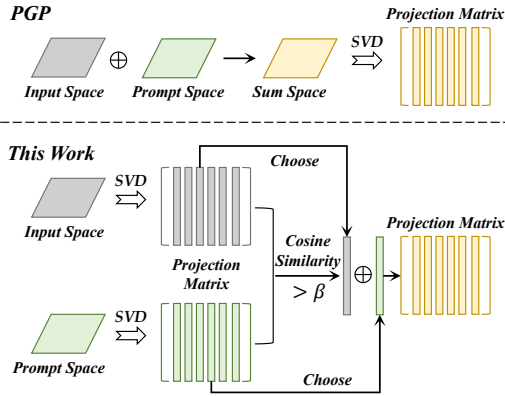 PGP
Projection Matrix
SVD
Input Space
Prompt Space
Sum Space
This Work
SVD
Choose
Input Space
Projection Matrix
Cosine
Similarity
Projection
Matrix
> β
SVD
Prompt Space
Choose